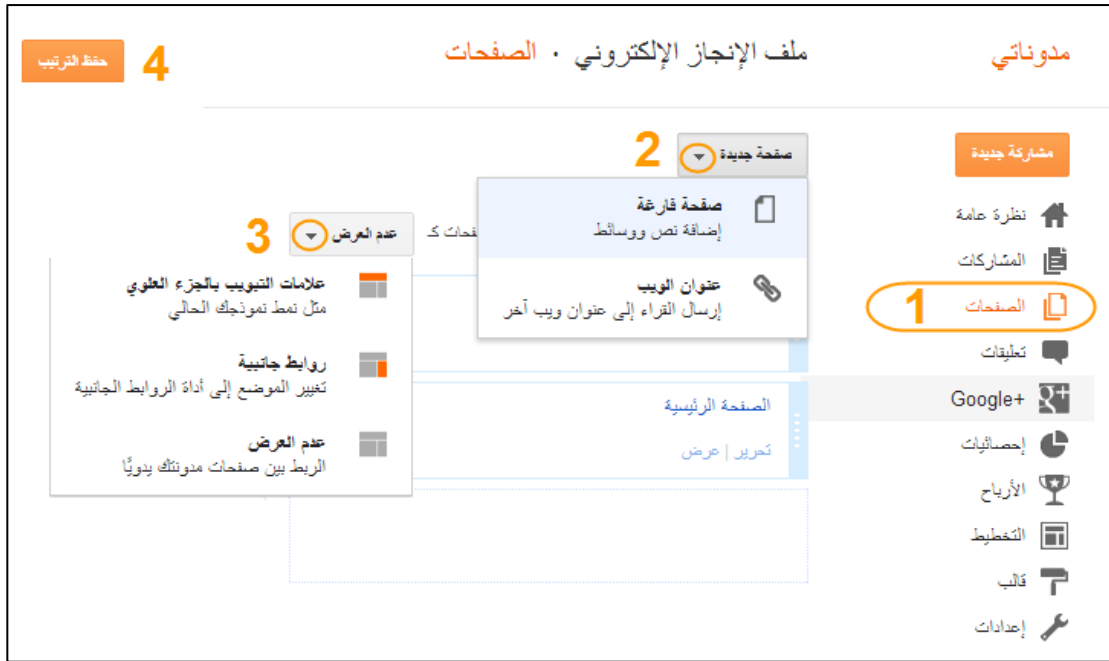 مدوناتي
ملف الإنجاز الإلكتروني · الصفحات
4
حفظ الترتيب
مشاركة جديدة
نظرة عامة
المشاركات
الصفحات
1
تعليقات
Google+
إحصائيات
الأرباح
التخطيط
قالب
إعدادات
صفحة جديدة
2
صفحة فارغة
إضافة نص ووسائط
عنوان الويب
إرسال القراء إلى عنوان ويب آخر
فحات كـ
عدم العرض
3
علامات التبويب بالجزء العلوي
مثل نمط نموذجك الحالي
روابط جانبية
تغيير الموضع إلى أداة الروابط الجانبية
عدم العرض
الربط بين صفحات مدونتك يدويًا
الصفحة الرئيسية
تحرير | عرض